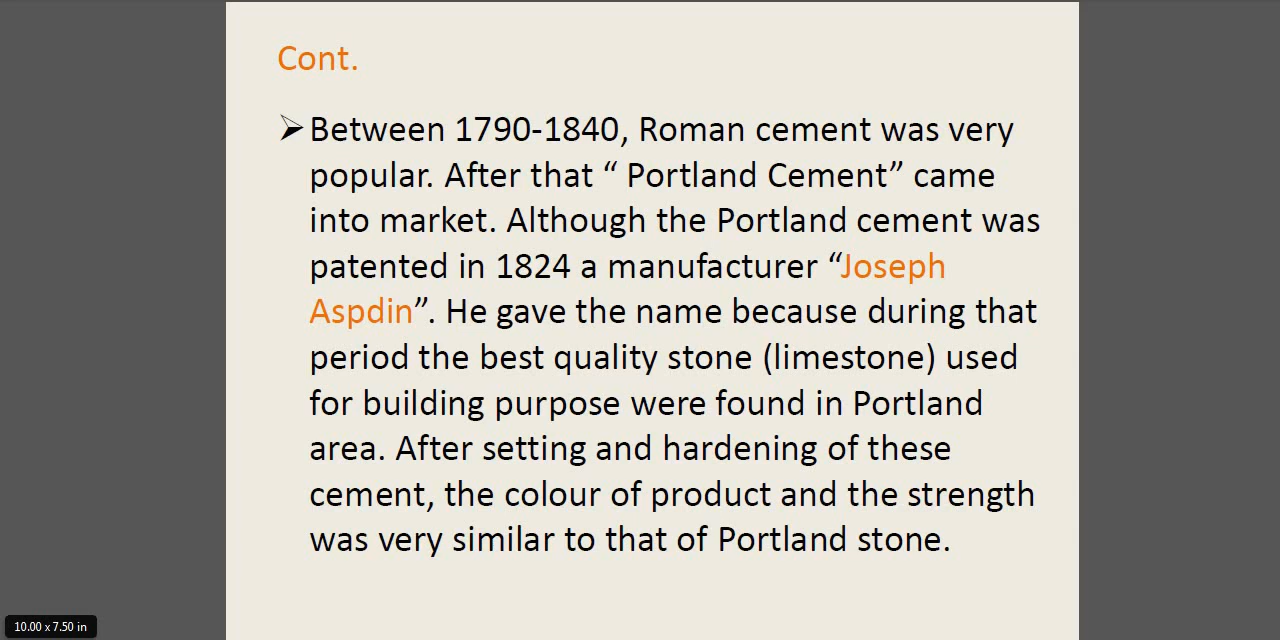 Cont.
➢Between 1790-1840, Roman cement was very
popular. After that “ Portland Cement” came
into market. Although the Portland cement was
patented in 1824 a manufacturer “Joseph
Aspdin”. He gave the name because during that
period the best quality stone (limestone) used
for building purpose were found in Portland
area. After setting and hardening of these
cement, the colour of product and the strength
was very similar to that of Portland stone.
10.00 x 7.50 in